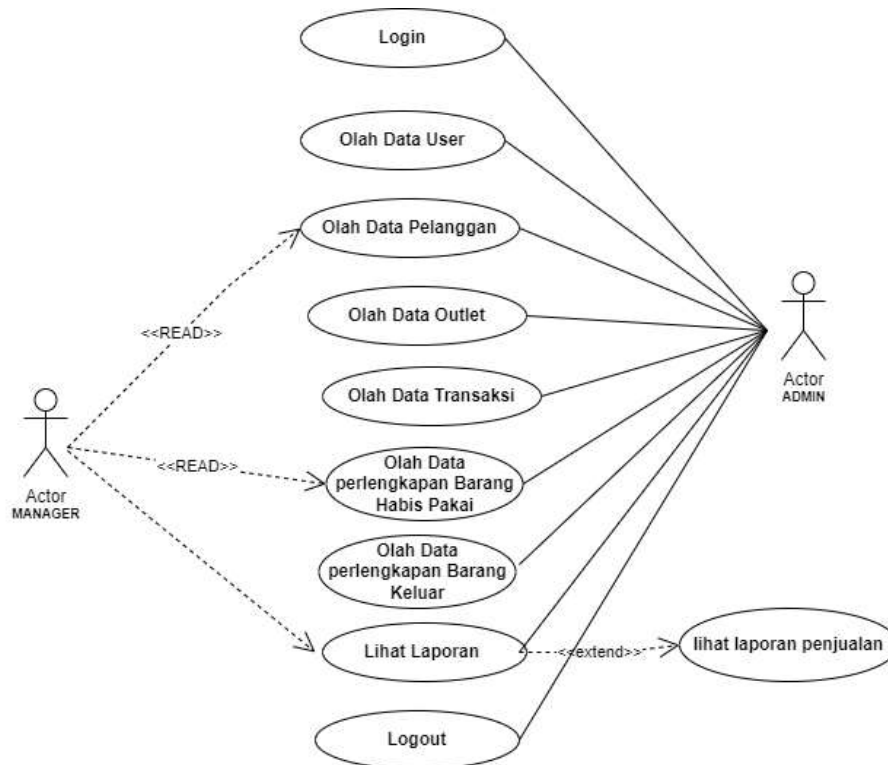 Login
Olah Data User
Olah Data Pelanggan
<<READ>>
Olah Data Outlet
Actor
ADMIN
Olah Data Transaksi
<<READ>>
Actor
MANAGER
Olah Data
perlengkapan Barang
Habis Pakai
Olah Data
perlengkapan Barang
Keluar
Lihat Laporan
<<extend>>
lihat laporan penjualan
Logout